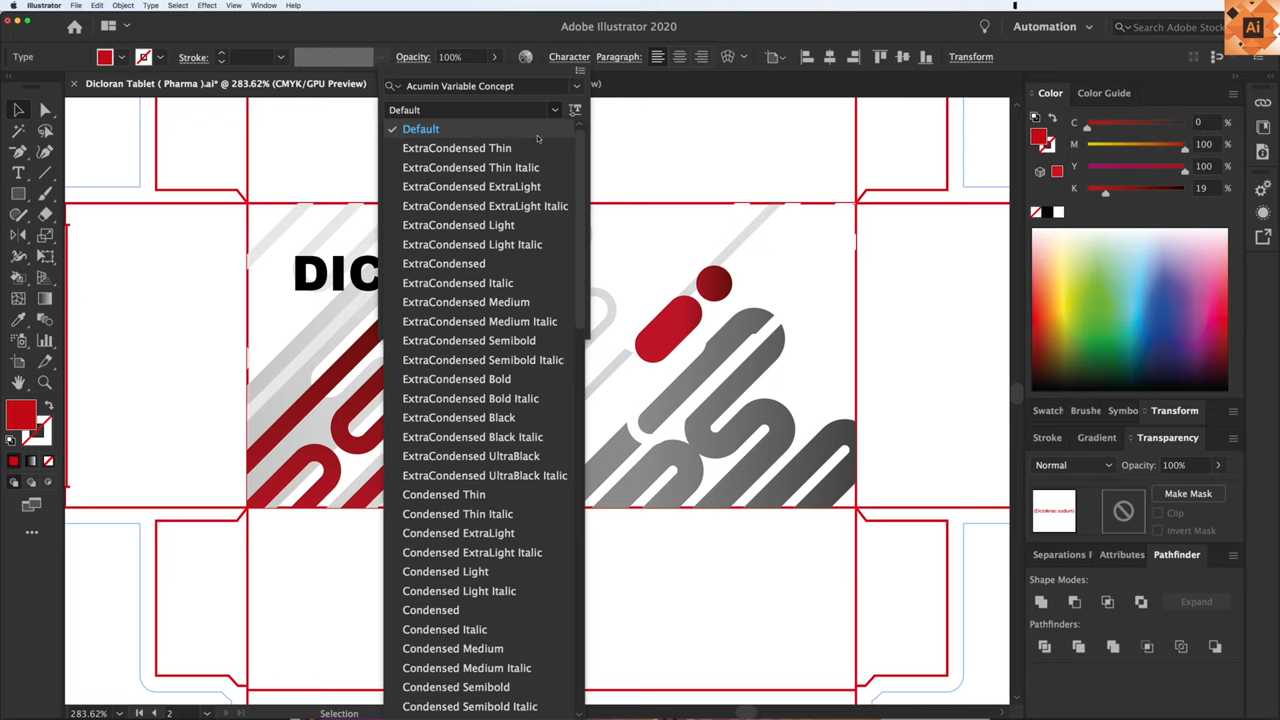 Illustrator File Edit Object Type Select Effect View Window Help
Adobe Illustrator 2020
Automation
Search Adobe Stock
Ai
Type
Stroke:
Opacity: 100%
Character
Paragraph:
Transform
Dicloran Tablet ( Pharma ).ai* @ 283.62% (CMYK/GPU Preview)
w)
Acumin Variable Concept
Default
Default
ExtraCondensed Thin
ExtraCondensed Thin Italic
ExtraCondensed ExtraLight
ExtraCondensed ExtraLight Italic
ExtraCondensed Light
ExtraCondensed Light Italic
ExtraCondensed
ExtraCondensed Italic
ExtraCondensed Medium
ExtraCondensed Medium Italic
ExtraCondensed Semibold
ExtraCondensed Semibold Italic
ExtraCondensed Bold
ExtraCondensed Bold Italic
ExtraCondensed Black
ExtraCondensed Black Italic
ExtraCondensed UltraBlack
ExtraCondensed UltraBlack Italic
Condensed Thin
Condensed Thin Italic
Condensed ExtraLight
Condensed ExtraLight Italic
Condensed Light
Condensed Light Italic
Condensed
Condensed Italic
Condensed Medium
Condensed Medium Italic
Condensed Semibold
Condensed Semibold Italic
DIC
Color
Color Guide
C 0 %
M 100 %
Y 100 %
K 19 %
Swatch Brushe Symbo Transform
Stroke Gradient Transparency
Normal Opacity: 100%
(Diclofenac sodium)
Make Mask
Clip
Invert Mask
Separations P Attributes Pathfinder
Shape Modes:
Expand
Pathfinders:
283.62%
2
Selection